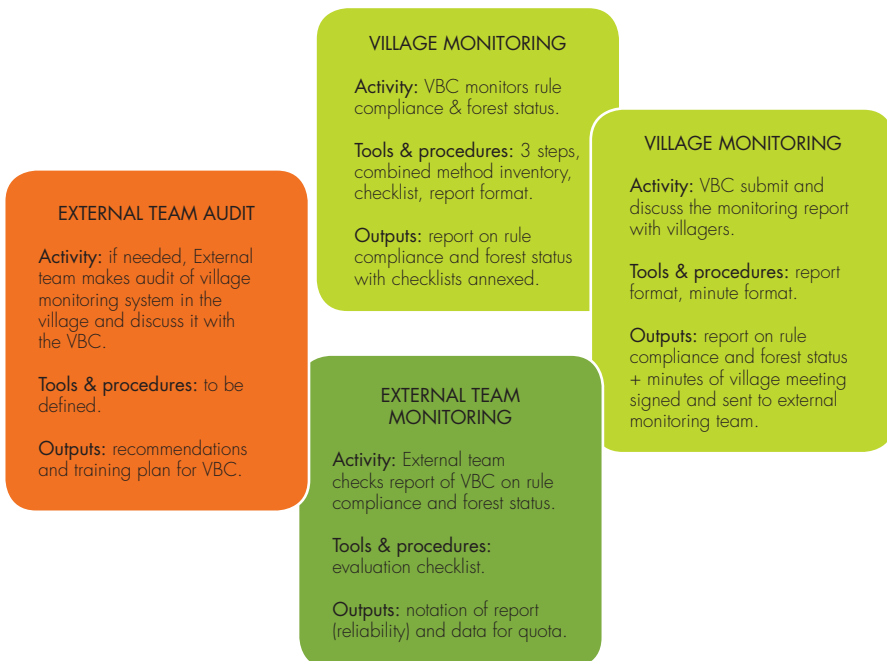 VILLAGE MONITORING
Activity: VBC monitors rule
compliance & forest status.
Tools & procedures: 3 steps,
combined method inventory,
checklist, report format.
Outputs: report on rule
compliance and forest status
with checklists annexed.
VILLAGE MONITORING
Activity: VBC submit and
discuss the monitoring report
with villagers.
Tools & procedures: report
format, minute format.
Outputs: report on rule
compliance and forest status
+ minutes of village meeting
signed and sent to external
monitoring team.
EXTERNAL TEAM
MONITORING
Activity: External team
checks report of VBC on rule
compliance and forest status.
Tools & procedures:
evaluation checklist.
Outputs: notation of report
(reliability) and data for quota.
EXTERNAL TEAM AUDIT
Activity: if needed, External
team makes audit of village
monitoring system in the
village and discuss it with
the VBC.
Tools & procedures: to be
defined.
Outputs: recommendations
and training plan for VBC.